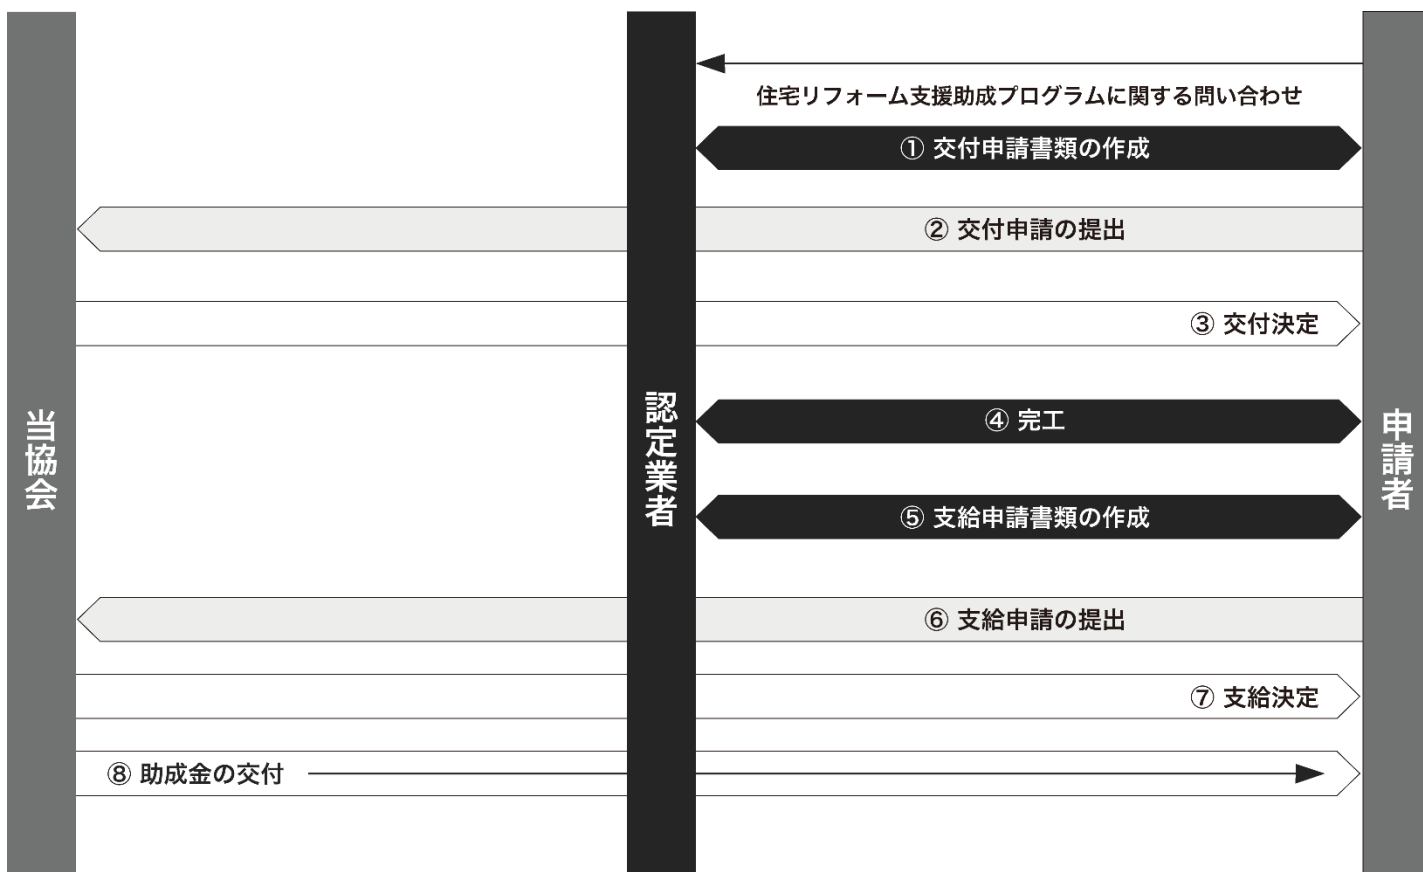 住宅リフォーム支援助成プログラムに関する問い合わせ
① 交付申請書類の作成
② 交付申請の提出
③ 交付決定
④ 完工
⑤ 支給申請書類の作成
⑥ 支給申請の提出
⑦ 支給決定
⑧ 助成金の交付
当協会
認定業者
申請者